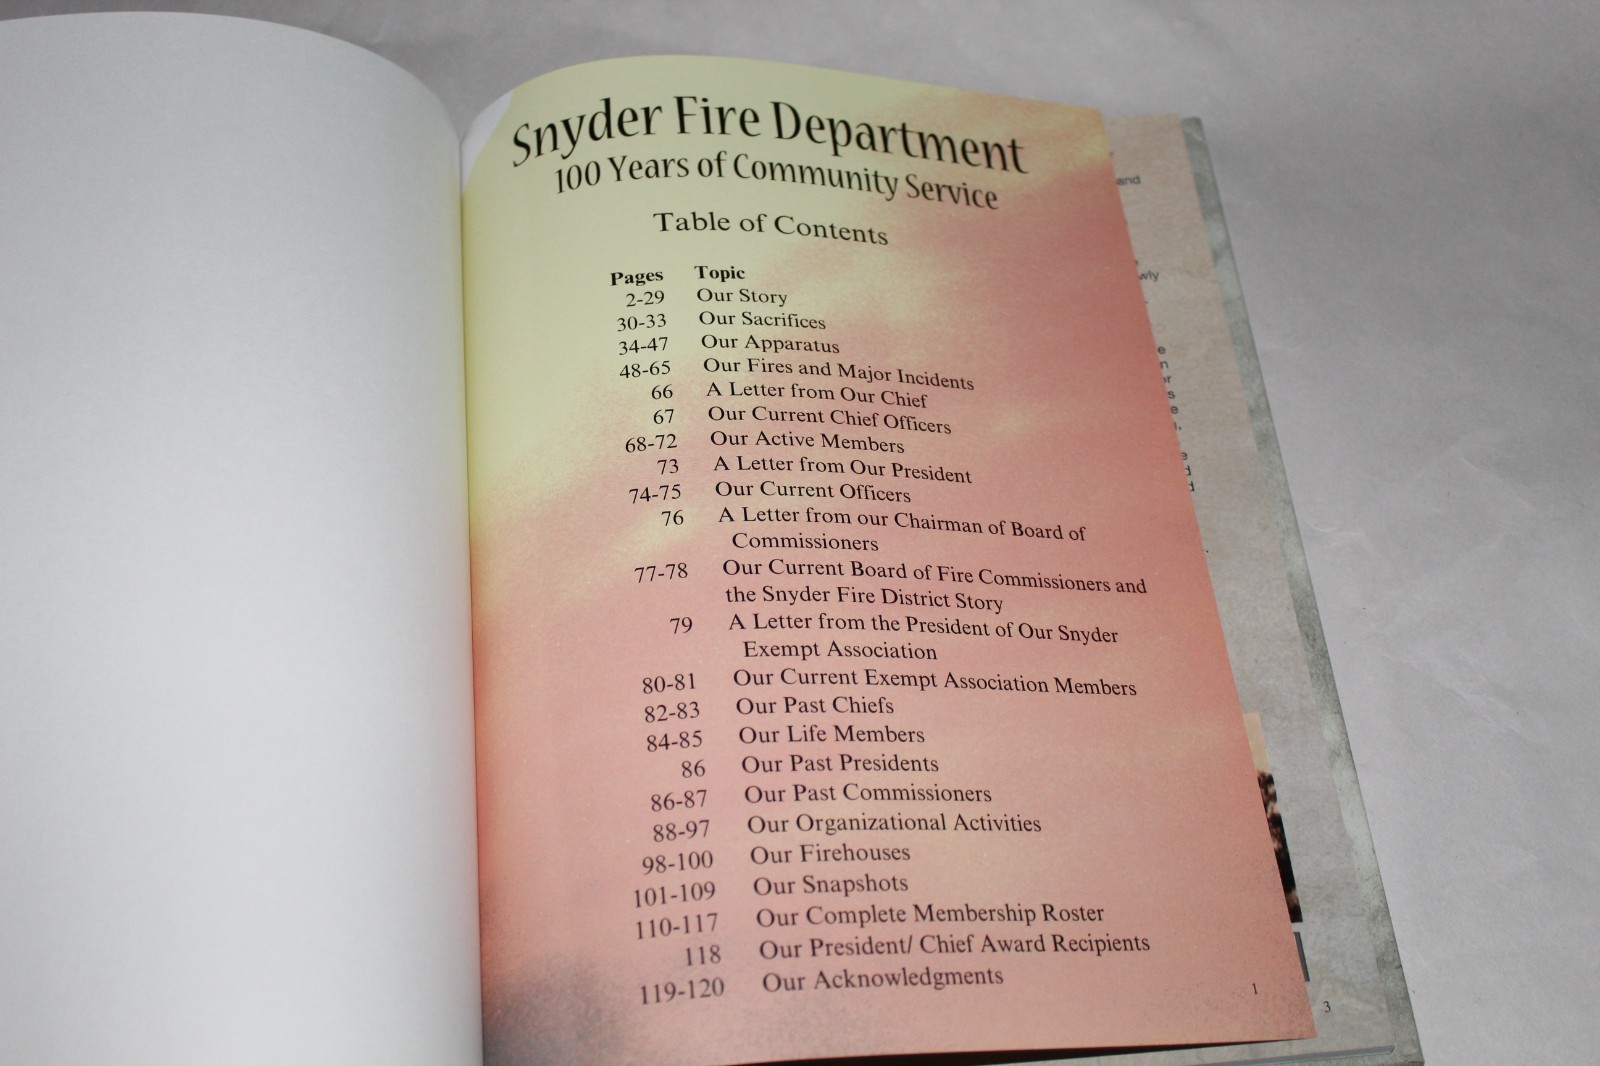 Snyder Fire Department
100 Years of Community Service
Table of Contents
Pages Topic
2-29 Our Story
30-33 Our Sacrifices
34-47 Our Apparatus
48-65 Our Fires and Major Incidents
66 A Letter from Our Chief
67 Our Current Chief Officers
68-72 Our Active Members
73 A Letter from Our President
74-75 Our Current Officers
76 A Letter from our Chairman of Board of
Commissioners
77-78 Our Current Board of Fire Commissioners and
the Snyder Fire District Story
79 A Letter from the President of Our Snyder
Exempt Association
80-81 Our Current Exempt Association Members
82-83 Our Past Chiefs
84-85 Our Life Members
86 Our Past Presidents
86-87 Our Past Commissioners
88-97 Our Organizational Activities
98-100 Our Firehouses
101-109 Our Snapshots
110-117 Our Complete Membership Roster
118 Our President/ Chief Award Recipients
119-120 Our Acknowledgments
1
and
3